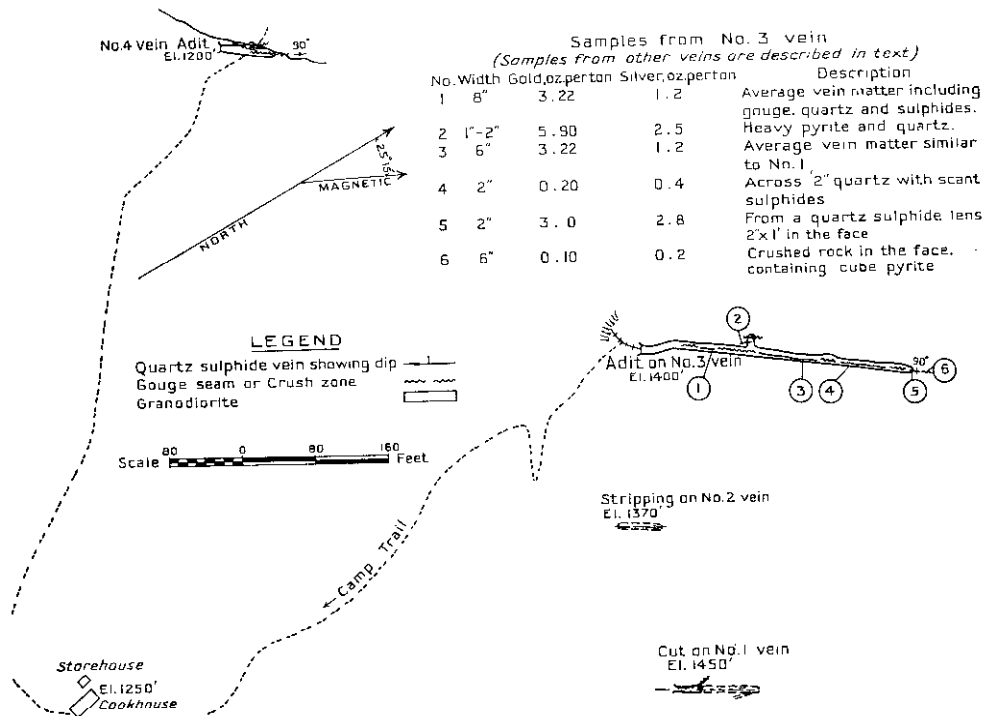 No.4 Vein Adit
El.1200'
90°
Samples from No. 3 vein
(Samples from other veins are described in text)
No. Width Gold, oz. per ton Silver, oz. per ton Description
1 8" 3.22 1.2 Average vein matter including
gouge, quartz and sulphides.
2 1"-2" 5.90 2.5 Heavy pyrite and quartz.
3 6" 3.22 1.2 Average vein matter similar
to No.1
4 2" 0.20 0.4 Across 2" quartz with scant
sulphides
5 2" 3.0 2.8 From a quartz sulphide lens
2"x1' in the face
6 6" 0.10 0.2 Crushed rock in the face,
containing cube pyrite
25°15'
MAGNETIC
NORTH
LEGEND
Quartz sulphide vein showing dip
Gouge seam or Crush zone
Granodiorite
80 0 80 160
Scale Feet
2
Adit on No.3 vein
El.1400'
90°
1
3
4
5
6
Stripping on No.2 vein
El.1370'
Camp Trail
Cut on No.1 vein
El.1450'
Storehouse
El.1250'
Cookhouse